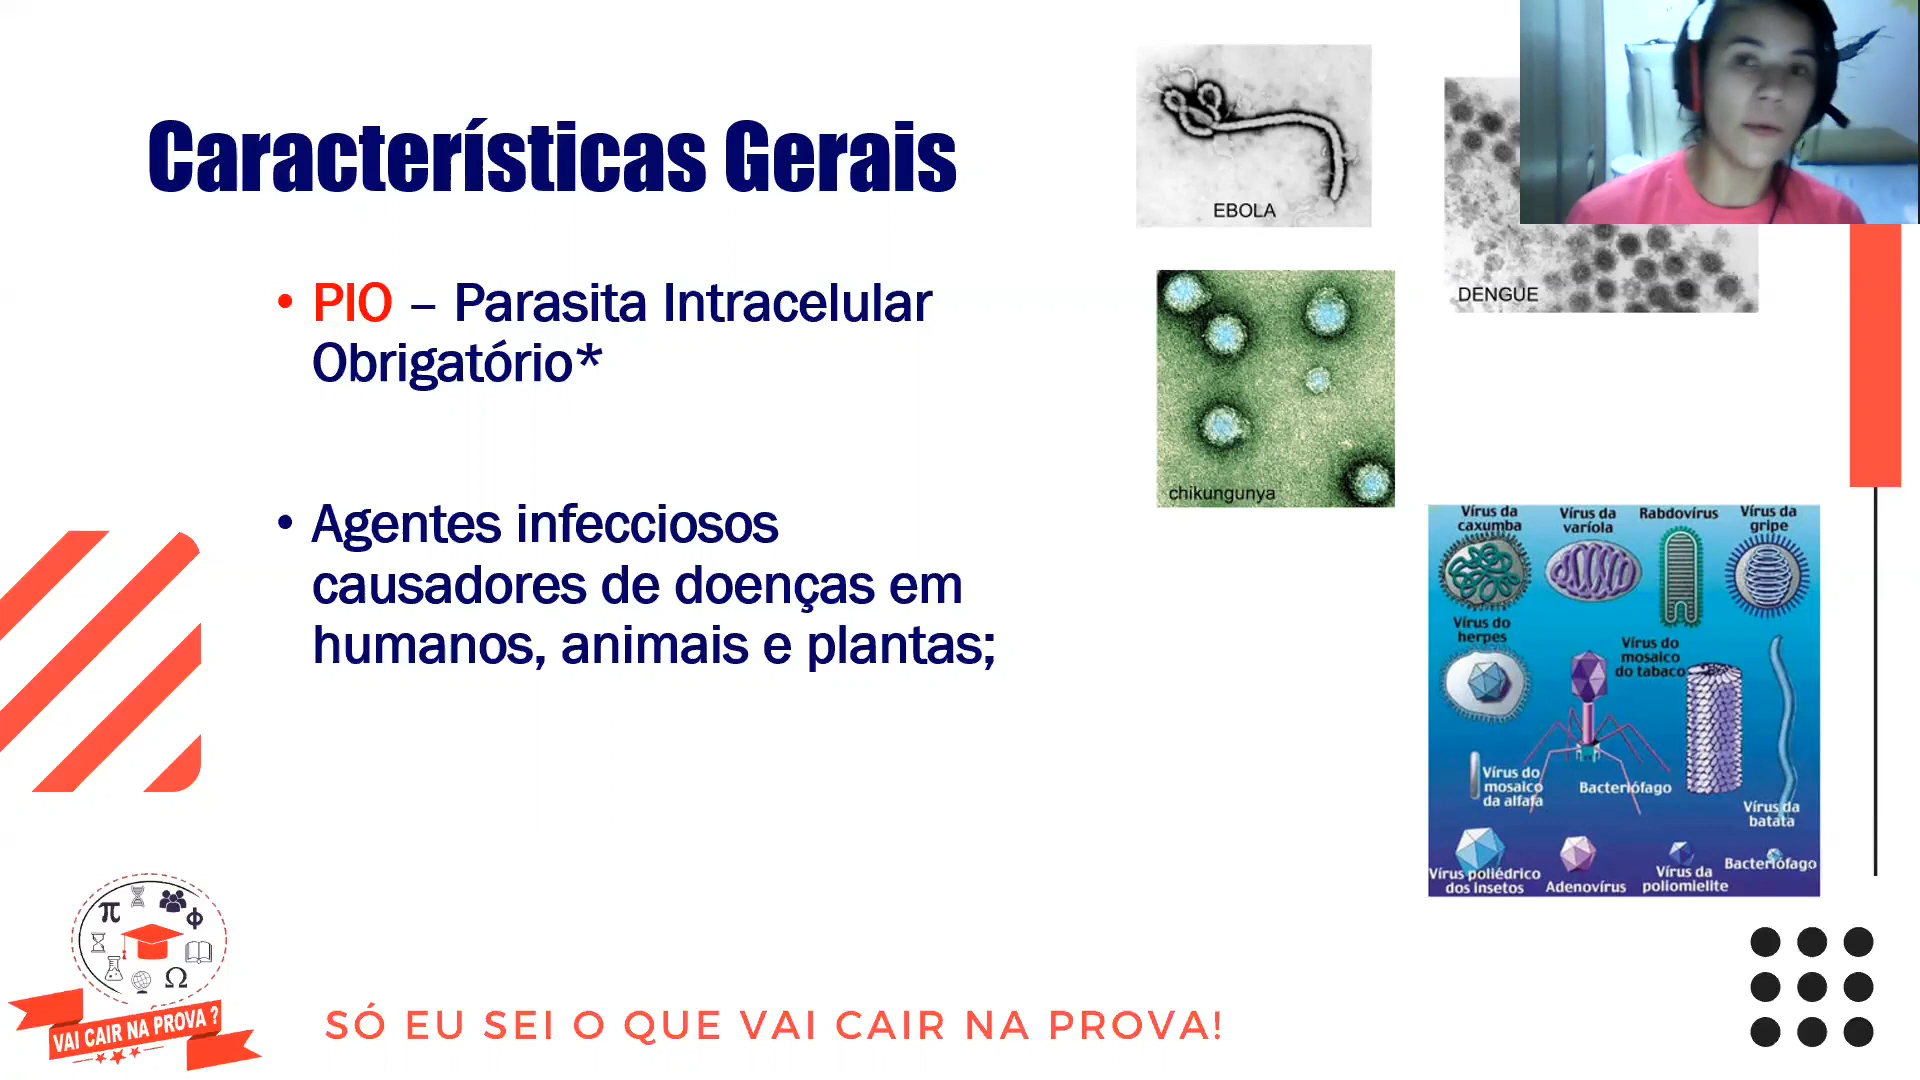 Características Gerais
• PIO – Parasita Intracelular
Obrigatório*
• Agentes infecciosos
causadores de doenças em
humanos, animais e plantas;
EBOLA
DENGUE
chikungunya
Vírus da
caxumba
Vírus da
varíola
Rabdovírus
Vírus da
gripe
Vírus do
herpes
Vírus do
mosaico
do tabaco
Vírus do
mosaico
da alfafa
Bacteriófago
Vírus da
batata
Vírus poliédrico
dos insetos
Adenovírus
Vírus da
poliomielite
Bacteriófago
π
Φ
Ω
VAI CAIR NA PROVA ?
SÓ EU SEI O QUE VAI CAIR NA PROVA!